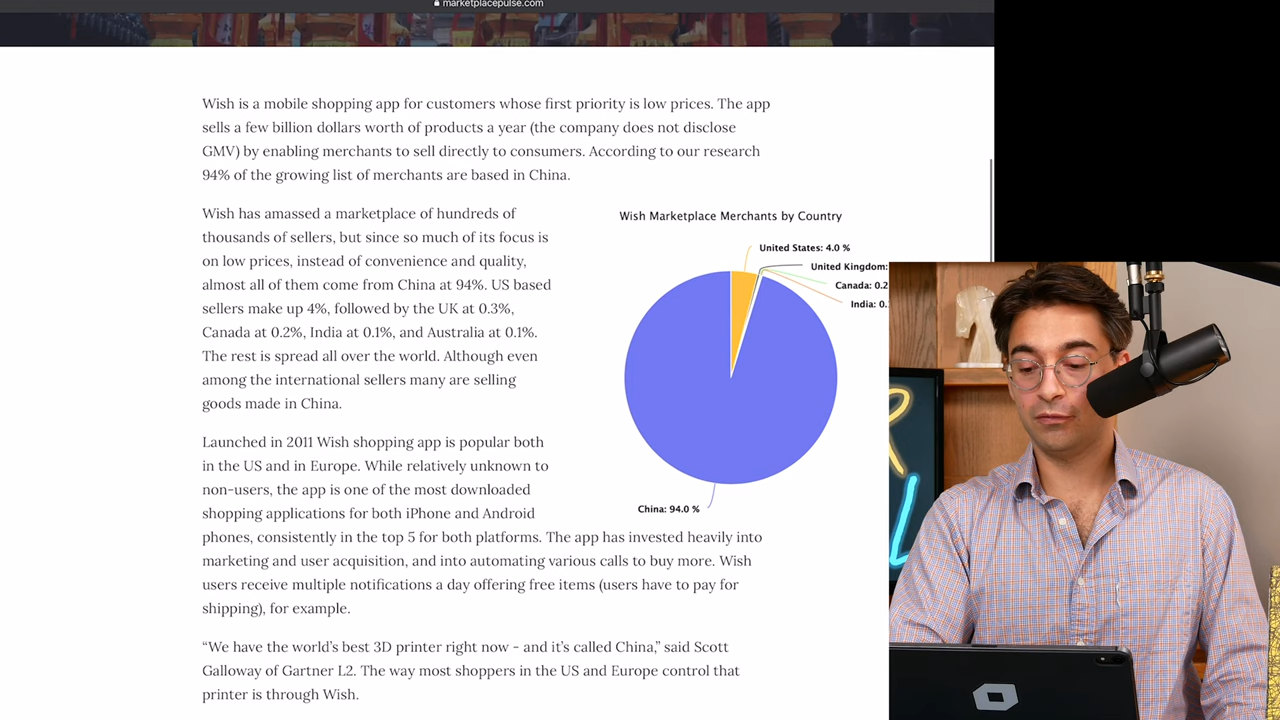 marketplacepulse.com
Wish is a mobile shopping app for customers whose first priority is low prices. The app
sells a few billion dollars worth of products a year (the company does not disclose
GMV) by enabling merchants to sell directly to consumers. According to our research
94% of the growing list of merchants are based in China.
Wish has amassed a marketplace of hundreds of
thousands of sellers, but since so much of its focus is
on low prices, instead of convenience and quality,
almost all of them come from China at 94%. US based
sellers make up 4%, followed by the UK at 0.3%,
Canada at 0.2%, India at 0.1%, and Australia at 0.1%.
The rest is spread all over the world. Although even
among the international sellers many are selling
goods made in China.
Wish Marketplace Merchants by Country
United States: 4.0 %
United Kingdom:
Canada: 0.2
India: 0.
China: 94.0 %
Launched in 2011 Wish shopping app is popular both
in the US and in Europe. While relatively unknown to
non-users, the app is one of the most downloaded
shopping applications for both iPhone and Android
phones, consistently in the top 5 for both platforms. The app has invested heavily into
marketing and user acquisition, and into automating various calls to buy more. Wish
users receive multiple notifications a day offering free items (users have to pay for
shipping), for example.
“We have the world’s best 3D printer right now - and it’s called China,” said Scott
Galloway of Gartner L2. The way most shoppers in the US and Europe control that
printer is through Wish.